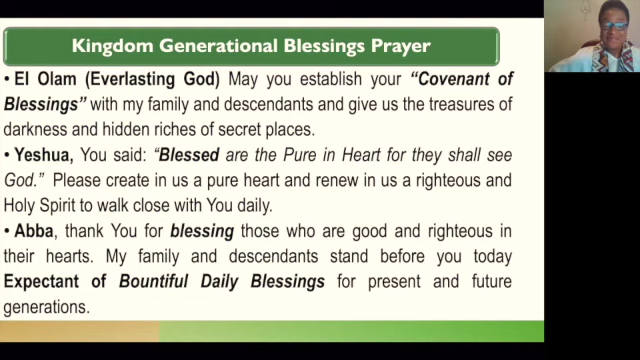 Kingdom Generational Blessings Prayer
• El Olam (Everlasting God) May you establish your "Covenant of
Blessings" with my family and descendants and give us the treasures of
darkness and hidden riches of secret places.
• Yeshua, You said: "Blessed are the Pure in Heart for they shall see
God." Please create in us a pure heart and renew in us a righteous and
Holy Spirit to walk close with You daily.
• Abba, thank You for blessing those who are good and righteous in
their hearts. My family and descendants stand before you today
Expectant of Bountiful Daily Blessings for present and future
generations.